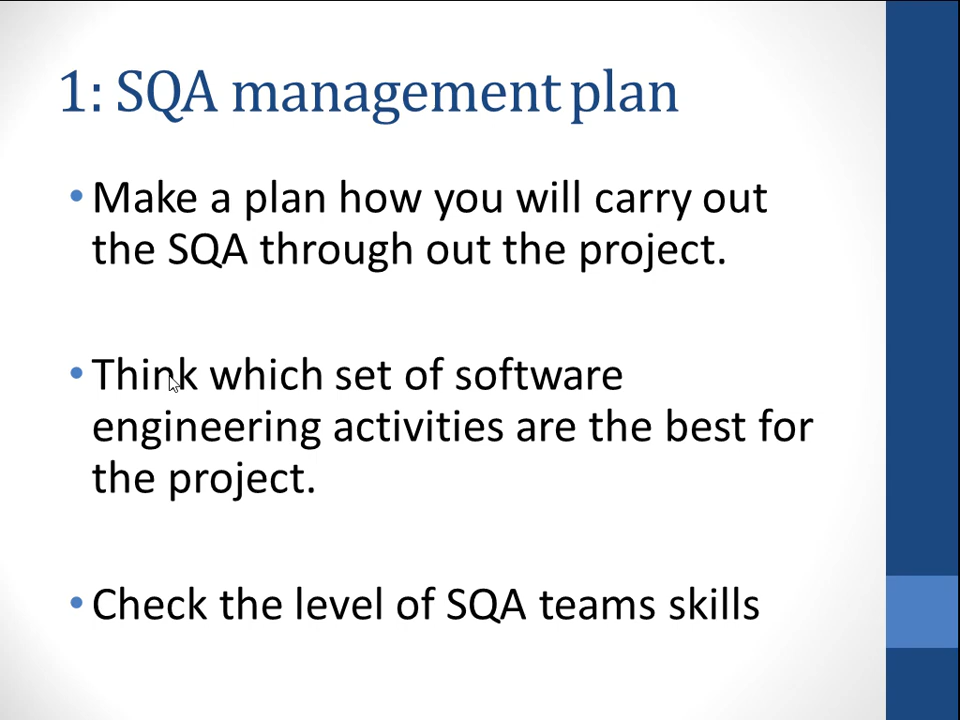 1: SQA management plan
• Make a plan how you will carry out
the SQA through out the project.
• Think which set of software
engineering activities are the best for
the project.
• Check the level of SQA teams skills